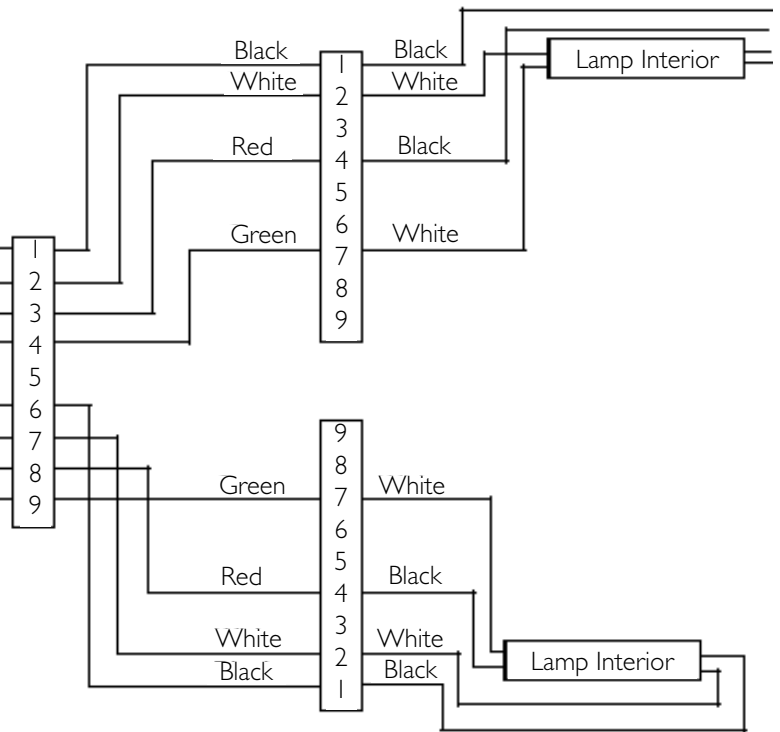 Black
Black
White
White
Lamp Interior
1
2
3
4
5
6
7
8
9
Red
Black
Green
White
1
2
3
4
5
6
7
8
9
9
8
7
6
5
4
3
2
1
Green
White
Red
Black
White
White
Black
Black
Lamp Interior